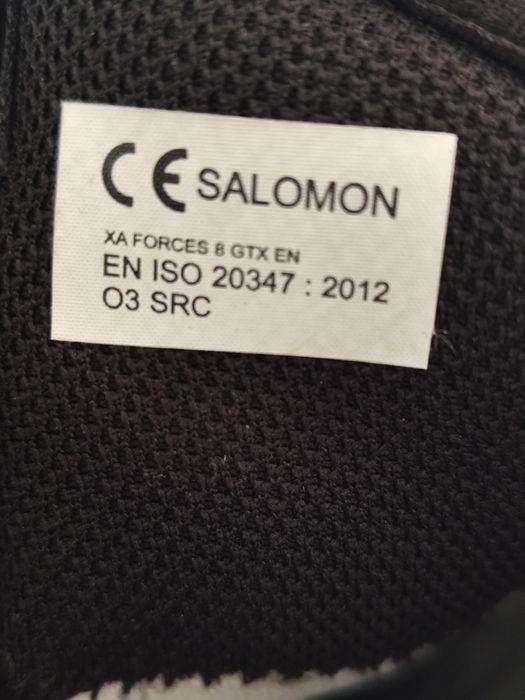 CE SALOMON
XA FORCES 8 GTX EN
EN ISO 20347 : 2012
O3 SRC